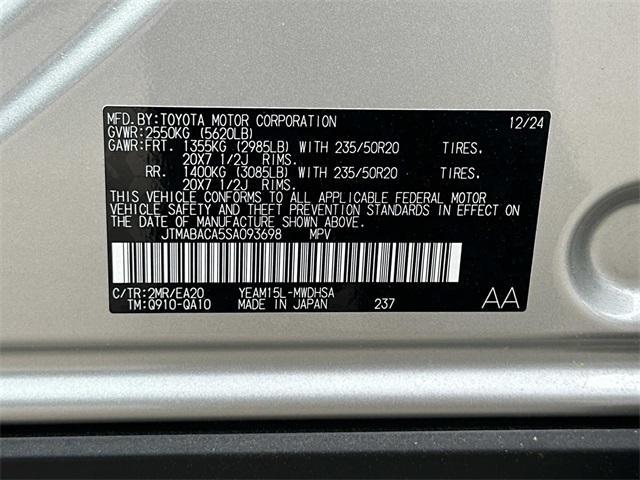 MFD.BY:TOYOTA MOTOR CORPORATION 12/24
GVWR:2550KG (5620LB)
GAWR:FRT. 1355KG (2985LB) WITH 235/50R20 TIRES.
20X7 1/2J RIMS.
RR. 1400KG (3085LB) WITH 235/50R20 TIRES.
20X7 1/2J RIMS.
THIS VEHICLE CONFORMS TO ALL APPLICABLE FEDERAL MOTOR
VEHICLE SAFETY AND THEFT PREVENTION STANDARDS IN EFFECT ON
THE DATE OF MANUFACTURE SHOWN ABOVE.
JTMABACA5SA093698 MPV
C/TR:2MR/EA20 YEAM15L-MWDHSA
TM:Q910-QA10 MADE IN JAPAN 237 AA